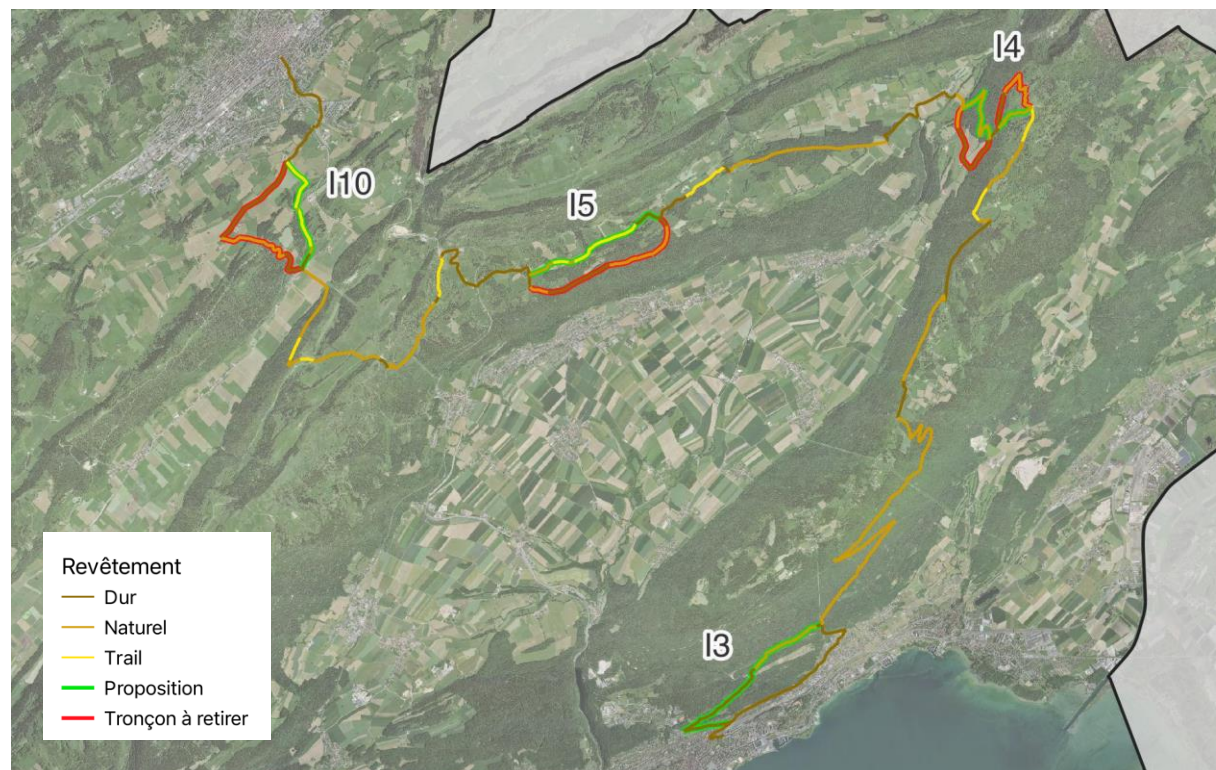 I4
I10
I5
I3
Revêtement
Dur
Naturel
Trail
Proposition
Tronçon à retirer